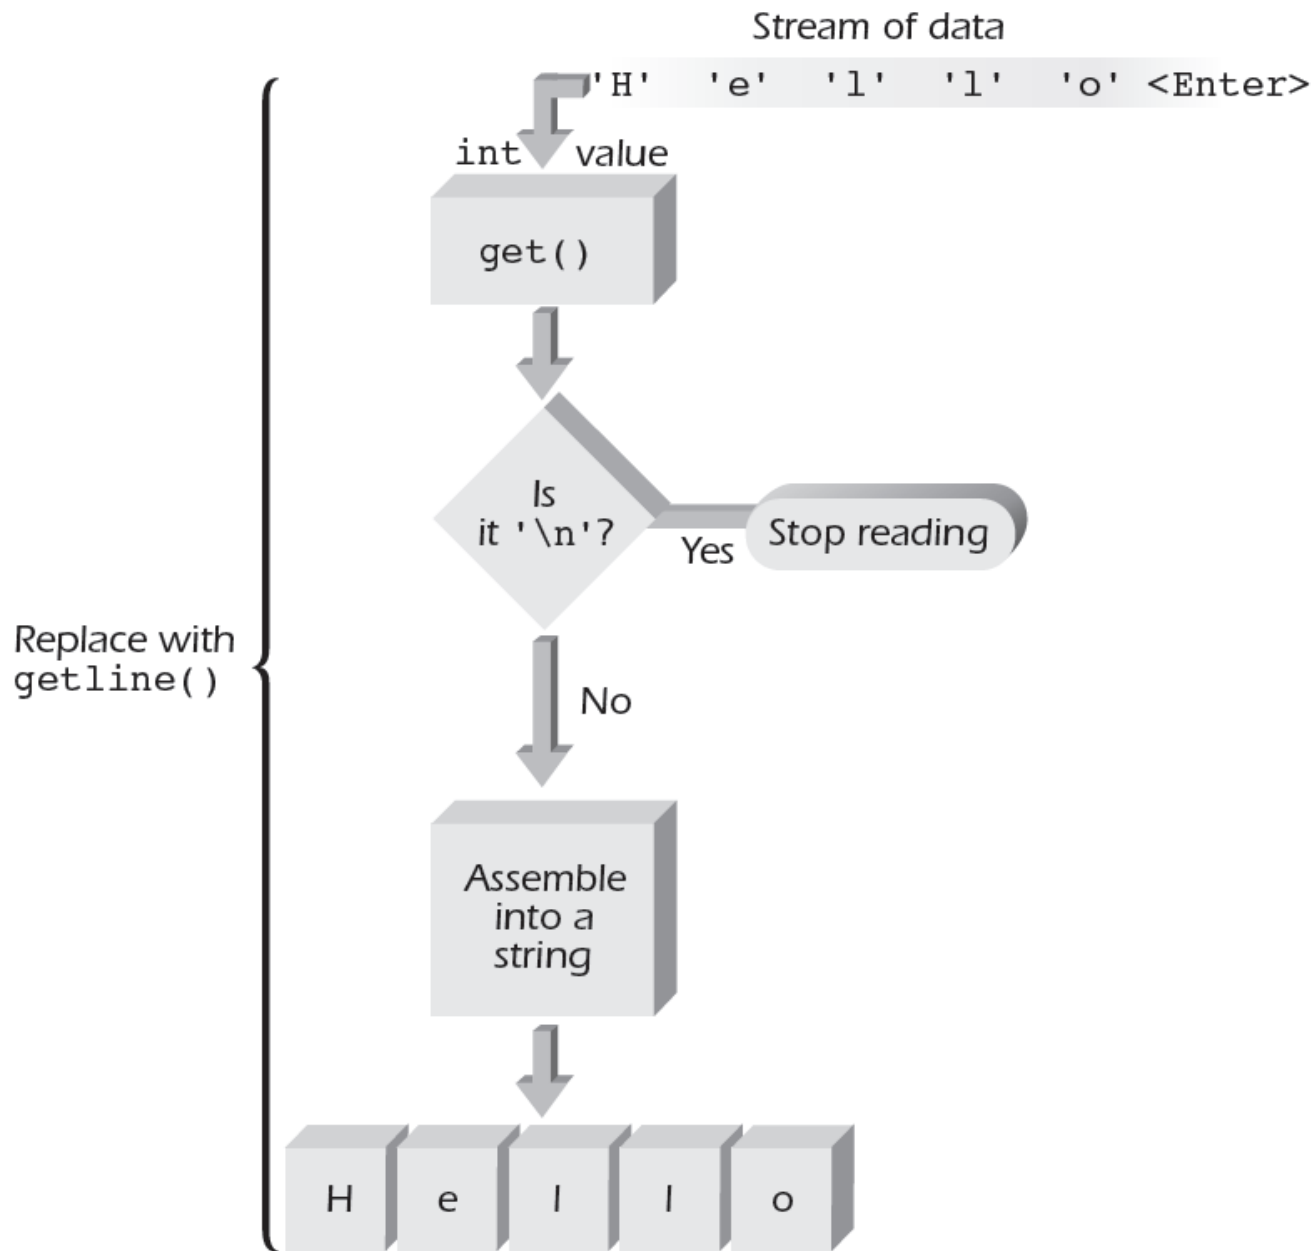 Stream of data
'H' 'e' 'l' 'l' 'o' <Enter>
int value
get()
Is
it '\n'?
Yes
Stop reading
Replace with
getline()
No
Assemble
into a
string
H e l l o